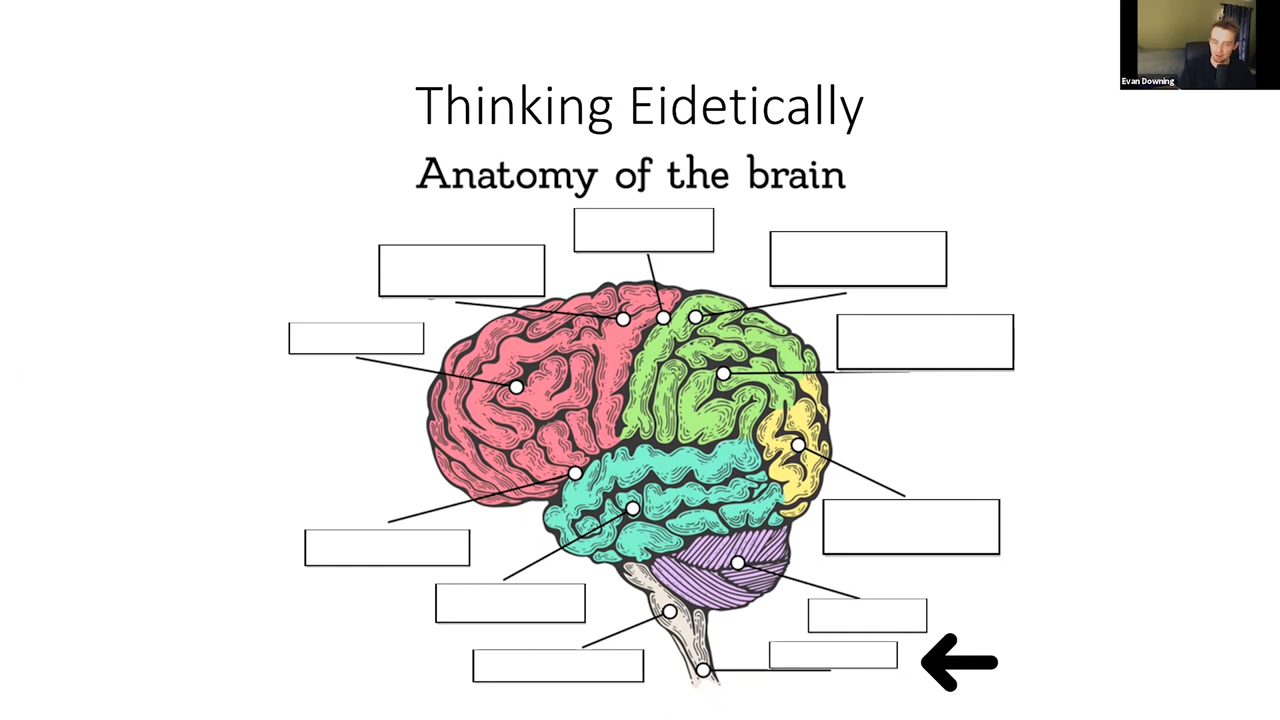 Evan Downing
Thinking Eidetically
Anatomy of the brain